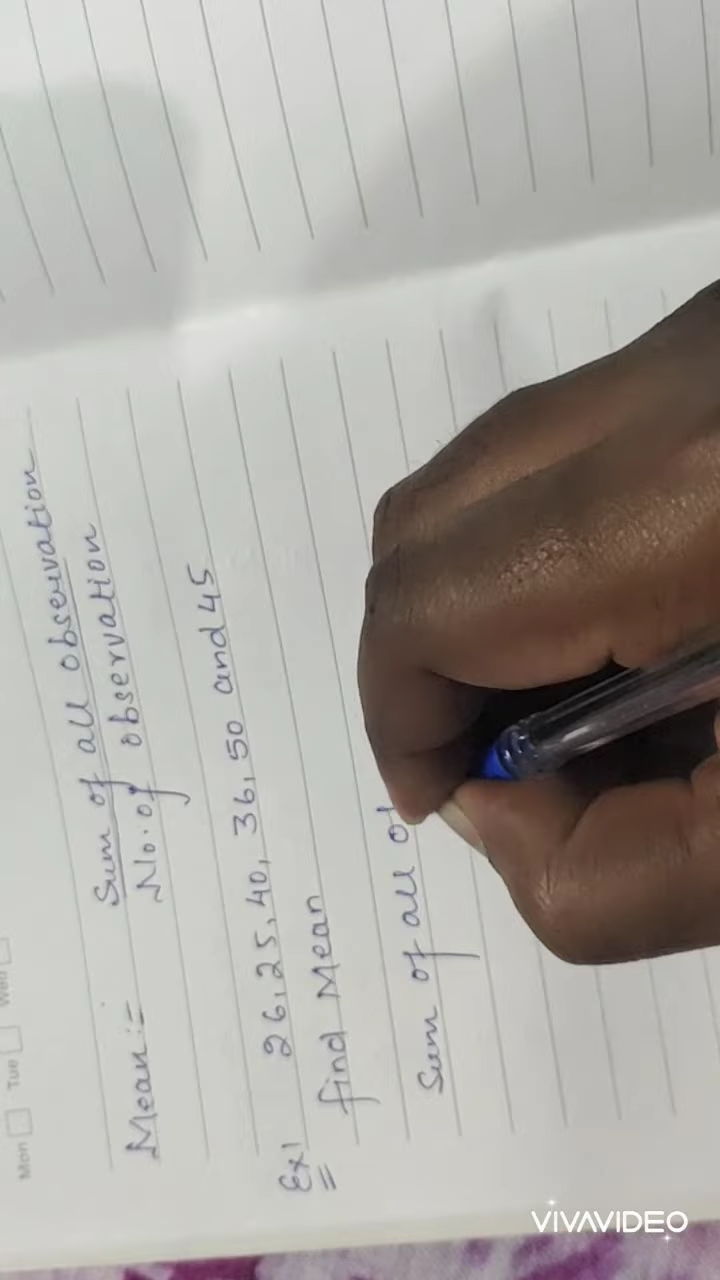 Mon Tue Wed
Mean :- Sum of all observation
No. of observation
Ex1 26, 25, 40, 36, 50 and 45
find Mean
Sum of all
VIVAVIDEO